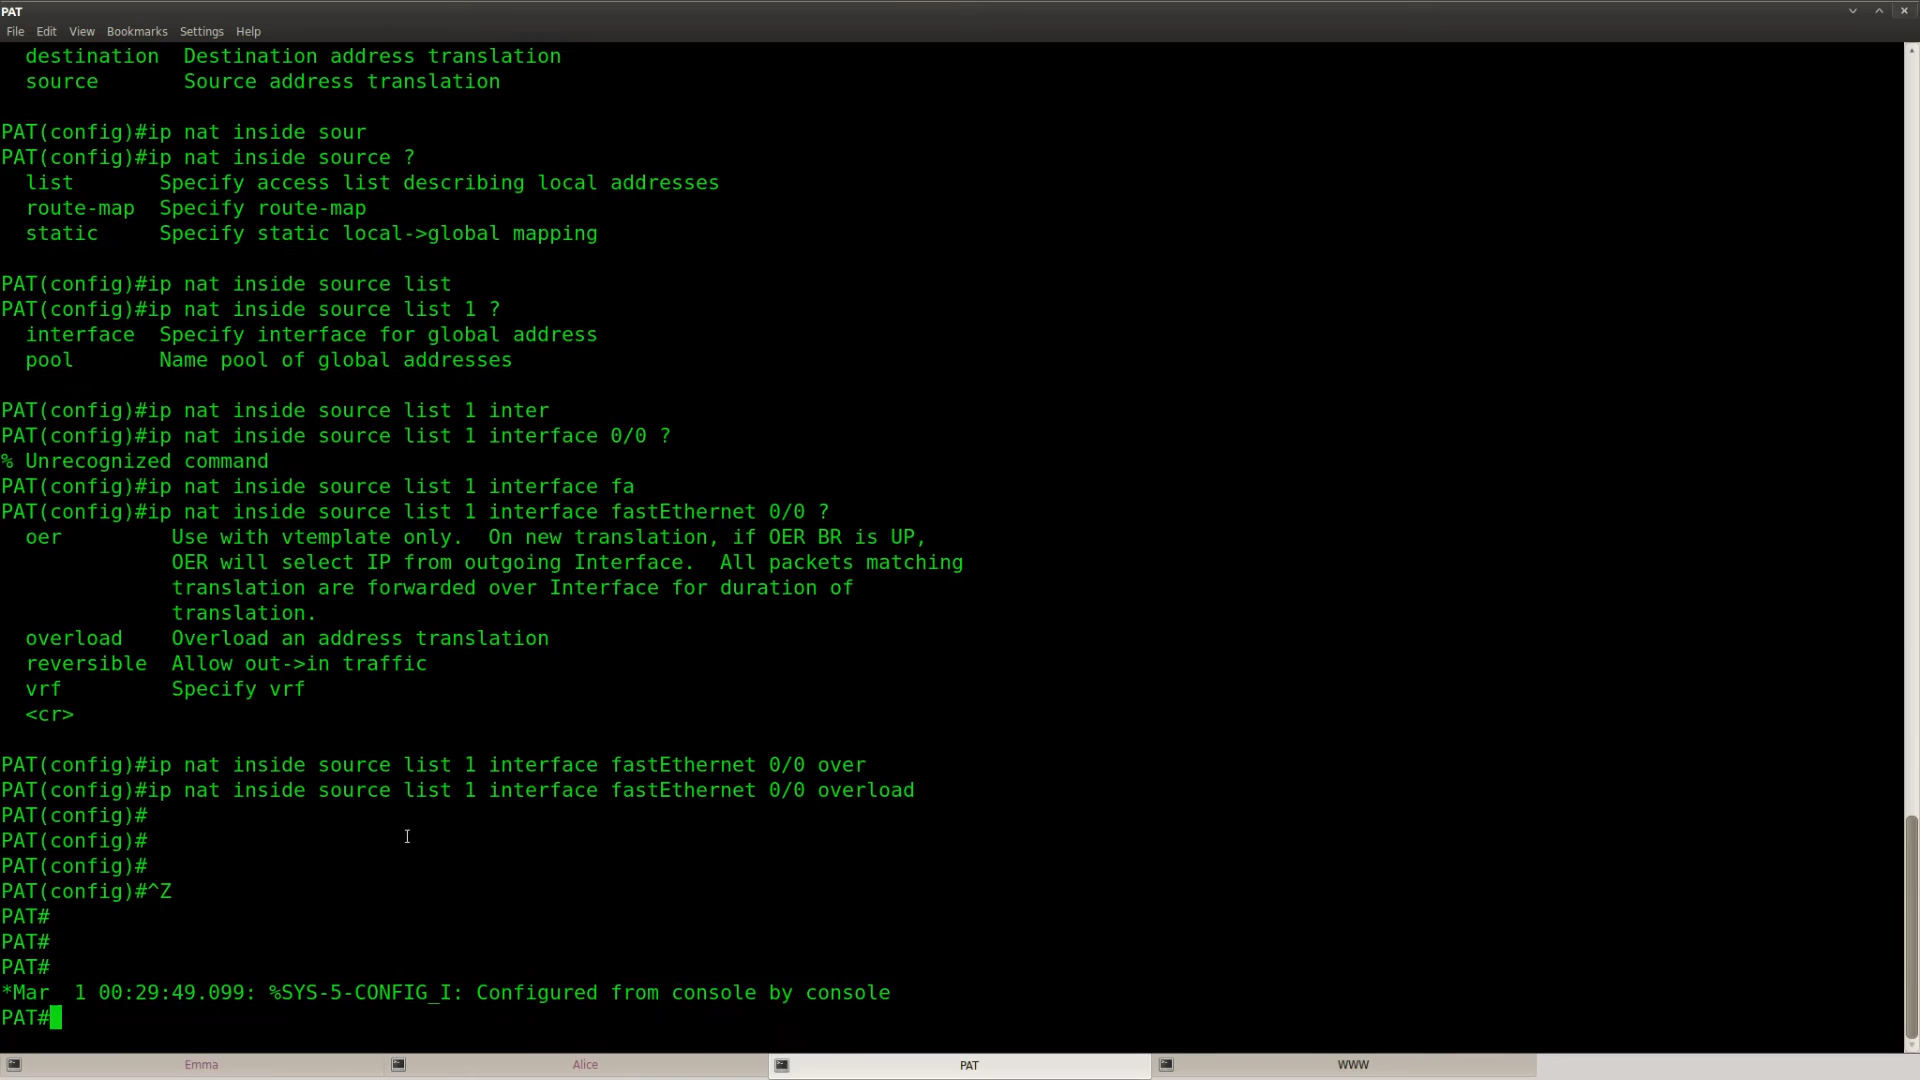 PAT
File Edit View Bookmarks Settings Help
destination  Destination address translation
source       Source address translation
PAT(config)#ip nat inside sour
PAT(config)#ip nat inside source ?
list       Specify access list describing local addresses
route-map  Specify route-map
static     Specify static local->global mapping
PAT(config)#ip nat inside source list
PAT(config)#ip nat inside source list 1 ?
interface  Specify interface for global address
pool       Name pool of global addresses
PAT(config)#ip nat inside source list 1 inter
PAT(config)#ip nat inside source list 1 interface 0/0 ?
% Unrecognized command
PAT(config)#ip nat inside source list 1 interface fa
PAT(config)#ip nat inside source list 1 interface fastEthernet 0/0 ?
oer         Use with vtemplate only.  On new translation, if OER BR is UP,
OER will select IP from outgoing Interface.  All packets matching
translation are forwarded over Interface for duration of
translation.
overload    Overload an address translation
reversible  Allow out->in traffic
vrf         Specify vrf
<cr>
PAT(config)#ip nat inside source list 1 interface fastEthernet 0/0 over
PAT(config)#ip nat inside source list 1 interface fastEthernet 0/0 overload
PAT(config)#
PAT(config)#
PAT(config)#
PAT(config)#^Z
PAT#
PAT#
PAT#
*Mar  1 00:29:49.099: %SYS-5-CONFIG_I: Configured from console by console
PAT#
Emma Alice PAT WWW